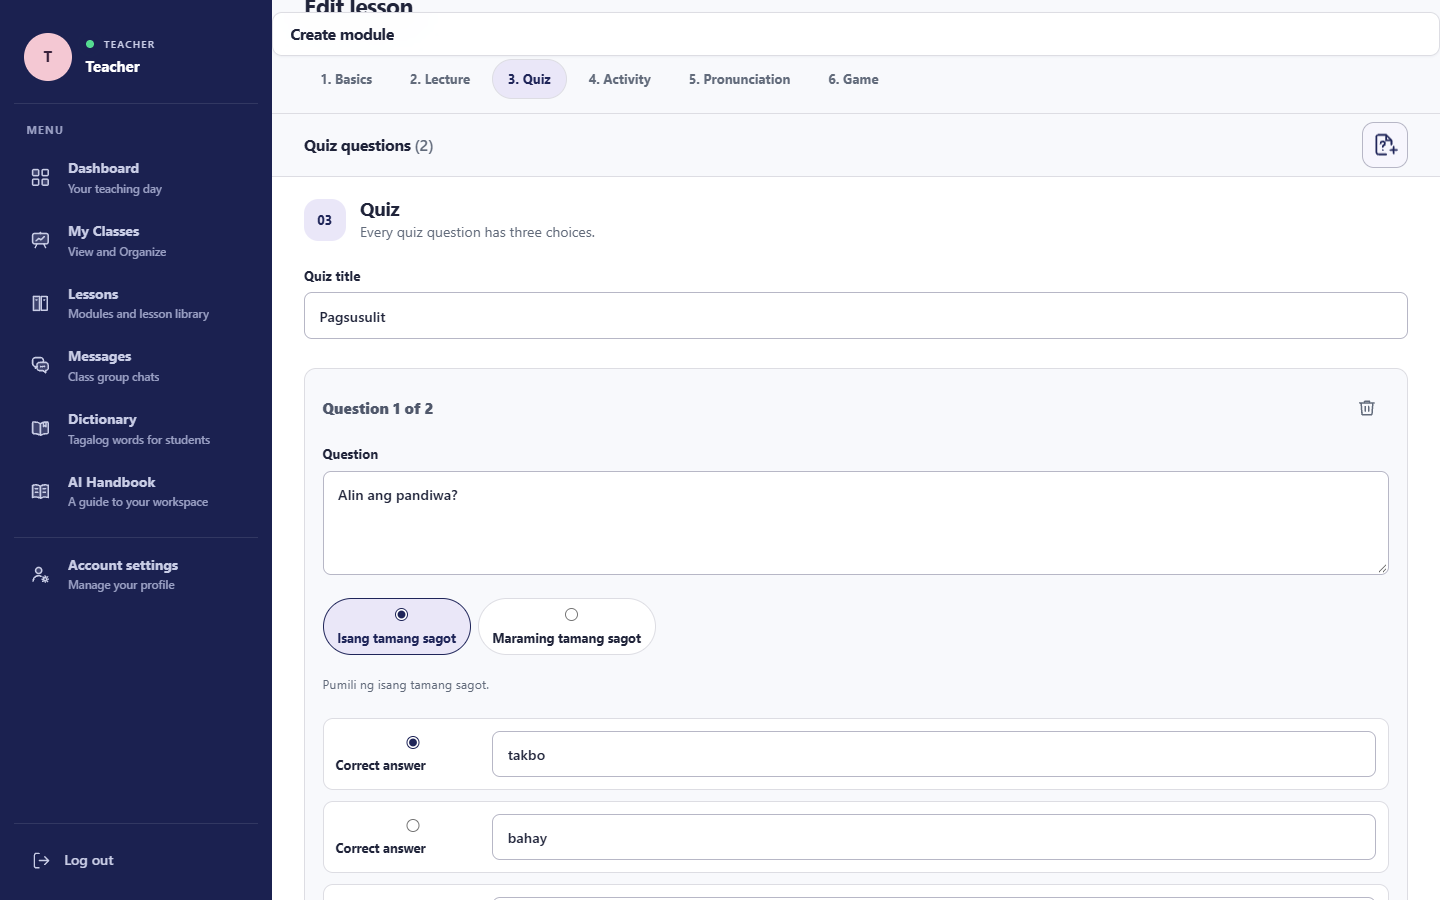 T
TEACHER
Teacher
MENU
Dashboard
Your teaching day
My Classes
View and Organize
Lessons
Modules and lesson library
Messages
Class group chats
Dictionary
Tagalog words for students
AI Handbook
A guide to your workspace
Account settings
Manage your profile
Log out
Edit lesson
Create module
1. Basics
2. Lecture
3. Quiz
4. Activity
5. Pronunciation
6. Game
Quiz questions (2)
03
Quiz
Every quiz question has three choices.
Quiz title
Pagsusulit
Question 1 of 2
Question
Alin ang pandiwa?
Isang tamang sagot
Maraming tamang sagot
Pumili ng isang tamang sagot.
Correct answer
takbo
Correct answer
bahay